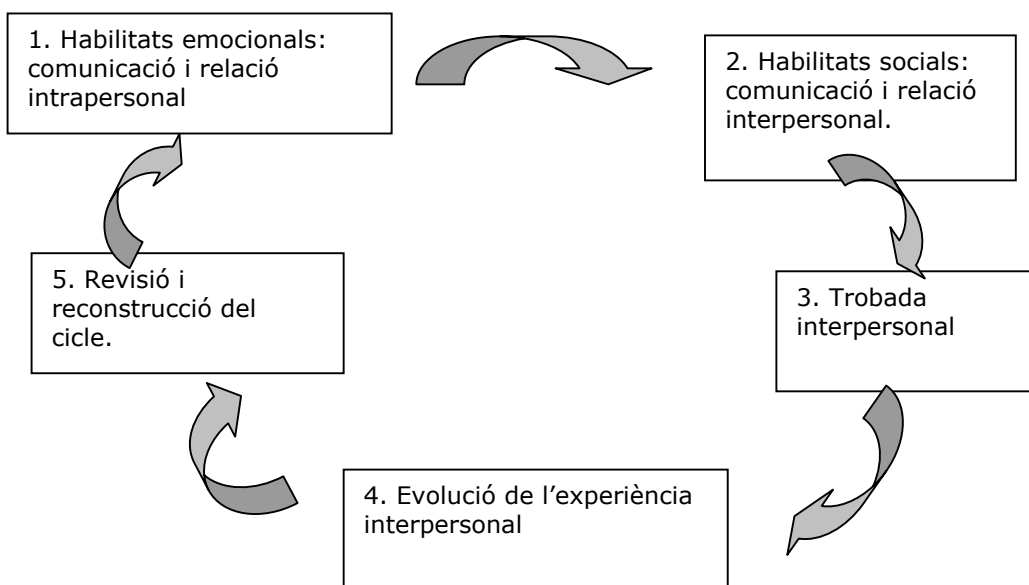 1. Habilitats emocionals:
comunicació i relació
intrapersonal
2. Habilitats socials:
comunicació i relació
interpersonal.
3. Trobada
interpersonal
4. Evolució de l’experiència
interpersonal
5. Revisió i
reconstrucció del
cicle.